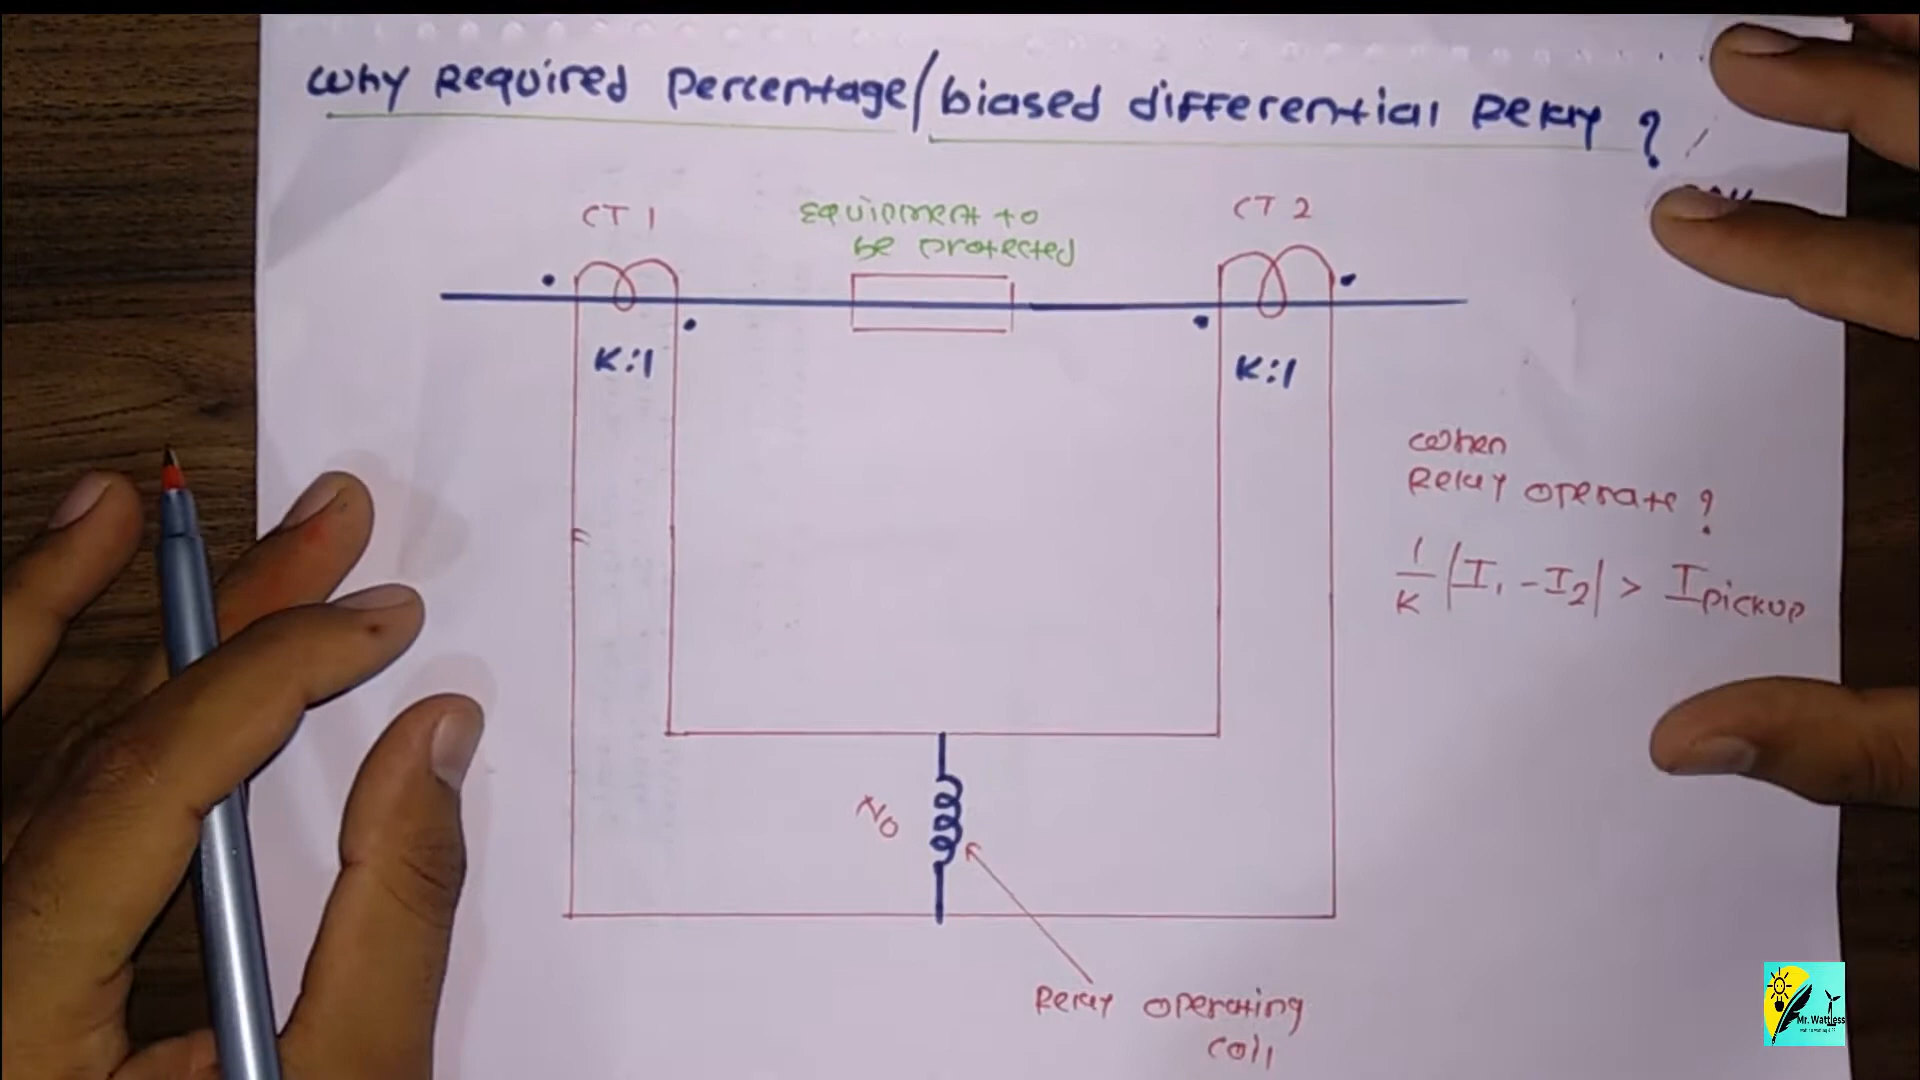 Why Required Percentage/biased differential Relay ?
CT 1
Equipment to
be protected
CT 2
K:1
K:1
When
Relay operate ?
1/K |I1 - I2| > Ipickup
No
Relay operating
coil
Mr. Wattless